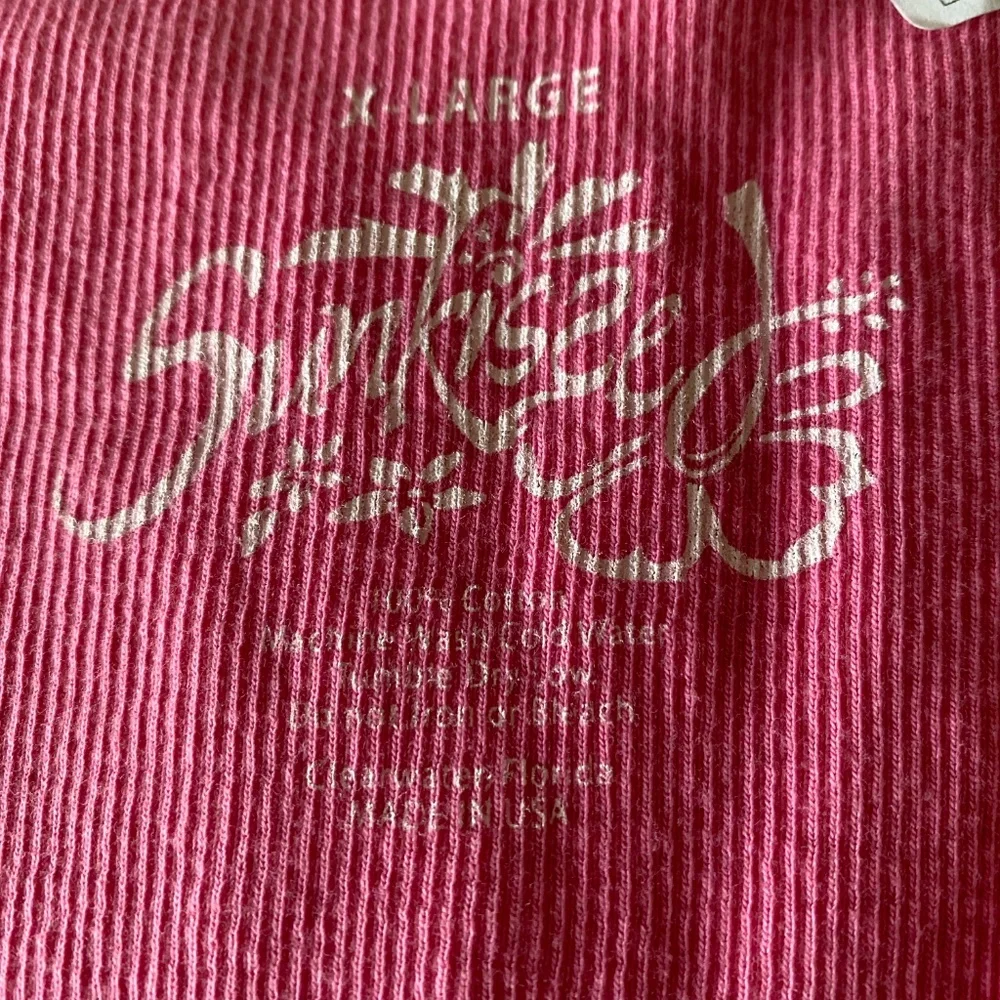 X-LARGE
Sunkissed
100% Cotton
Machine Wash Cold Water
Tumble Dry Low.
Do not Iron or Bleach.
Clearwater Florida
MADE IN USA